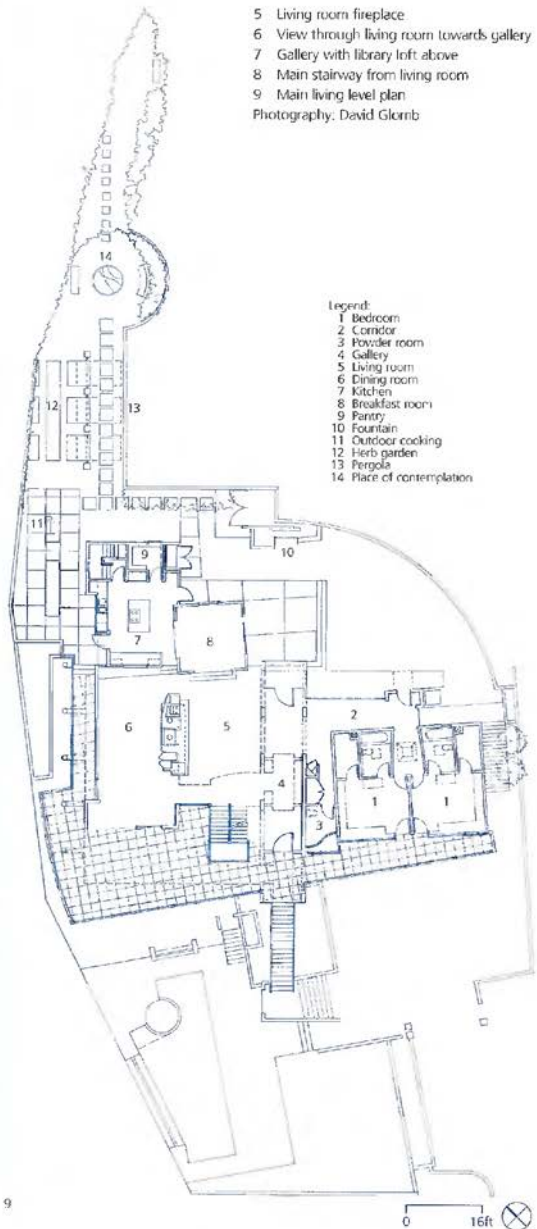 5 Living room fireplace
6 View through living room towards gallery
7 Gallery with library loft above
8 Main stairway from living room
9 Main living level plan
Photography: David Glomb
14
Legend:
1 Bedroom
2 Corridor
3 Powder room
4 Gallery
5 Living room
6 Dining room
7 Kitchen
8 Breakfast room
9 Pantry
10 Fountain
11 Outdoor cooking
12 Herb garden
13 Pergola
14 Place of contemplation
12
13
11
9
10
7
8
6
5
2
4
1
1
3
9
0 16ft